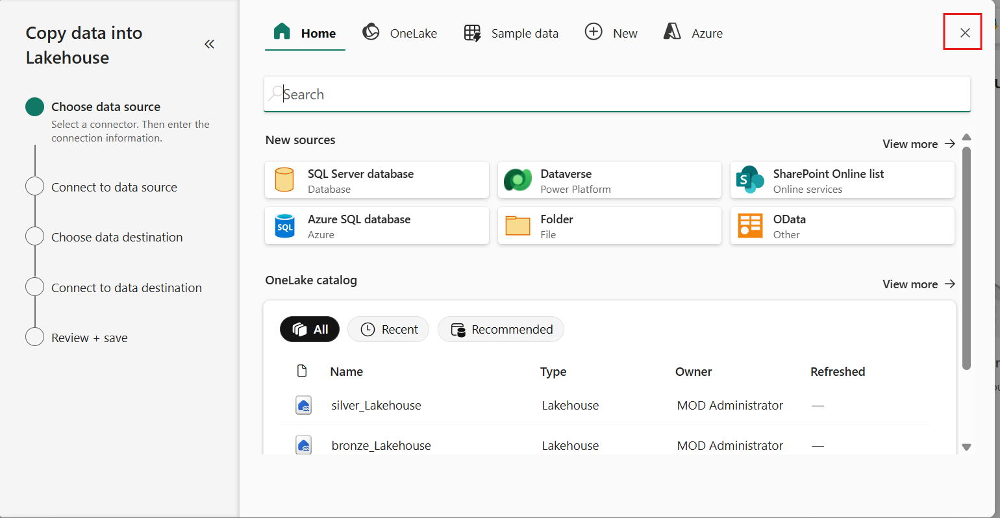 Copy data into
Lakehouse
Choose data source
Select a connector. Then enter the
connection information.
Connect to data source
Choose data destination
Connect to data destination
Review + save
Home
OneLake
Sample data
New
Azure
Search
New sources
View more
SQL Server database
Database
Dataverse
Power Platform
S
SharePoint Online list
Online services
SQL
Azure SQL database
Azure
Folder
File
OData
Other
OneLake catalog
View more
All
Recent
Recommended
Name Type Owner Refreshed
silver_Lakehouse Lakehouse MOD Administrator —
bronze_Lakehouse Lakehouse MOD Administrator —